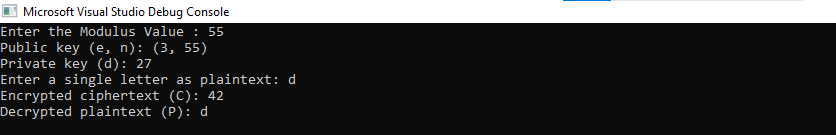 Microsoft Visual Studio Debug Console
Enter the Modulus Value : 55
Public key (e, n): (3, 55)
Private key (d): 27
Enter a single letter as plaintext: d
Encrypted ciphertext (C): 42
Decrypted plaintext (P): d